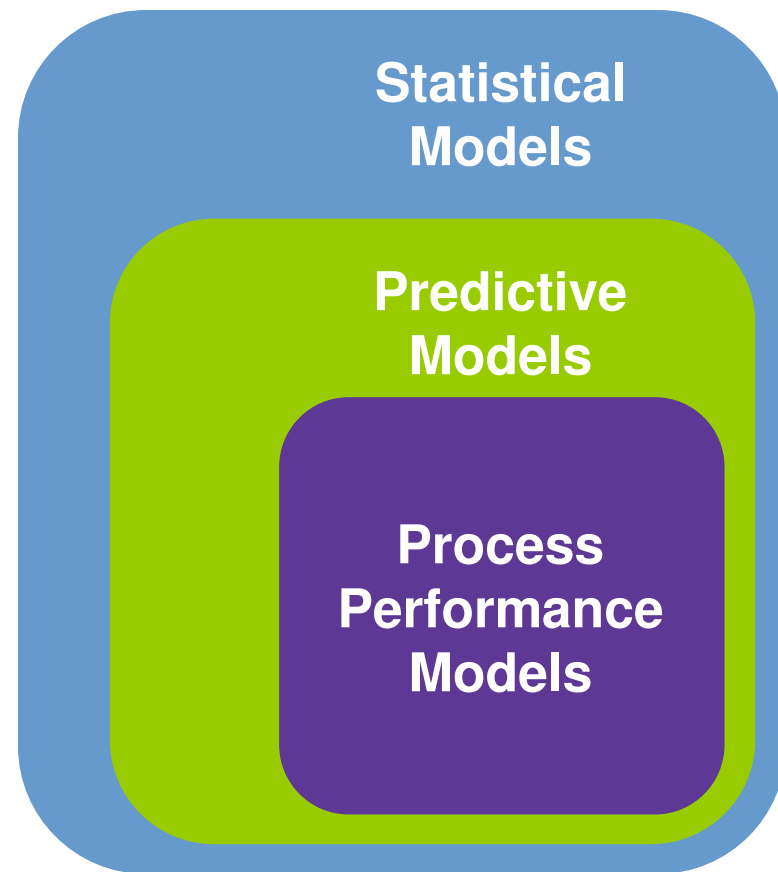 Statistical
Models
Predictive
Models
Process
Performance
Models